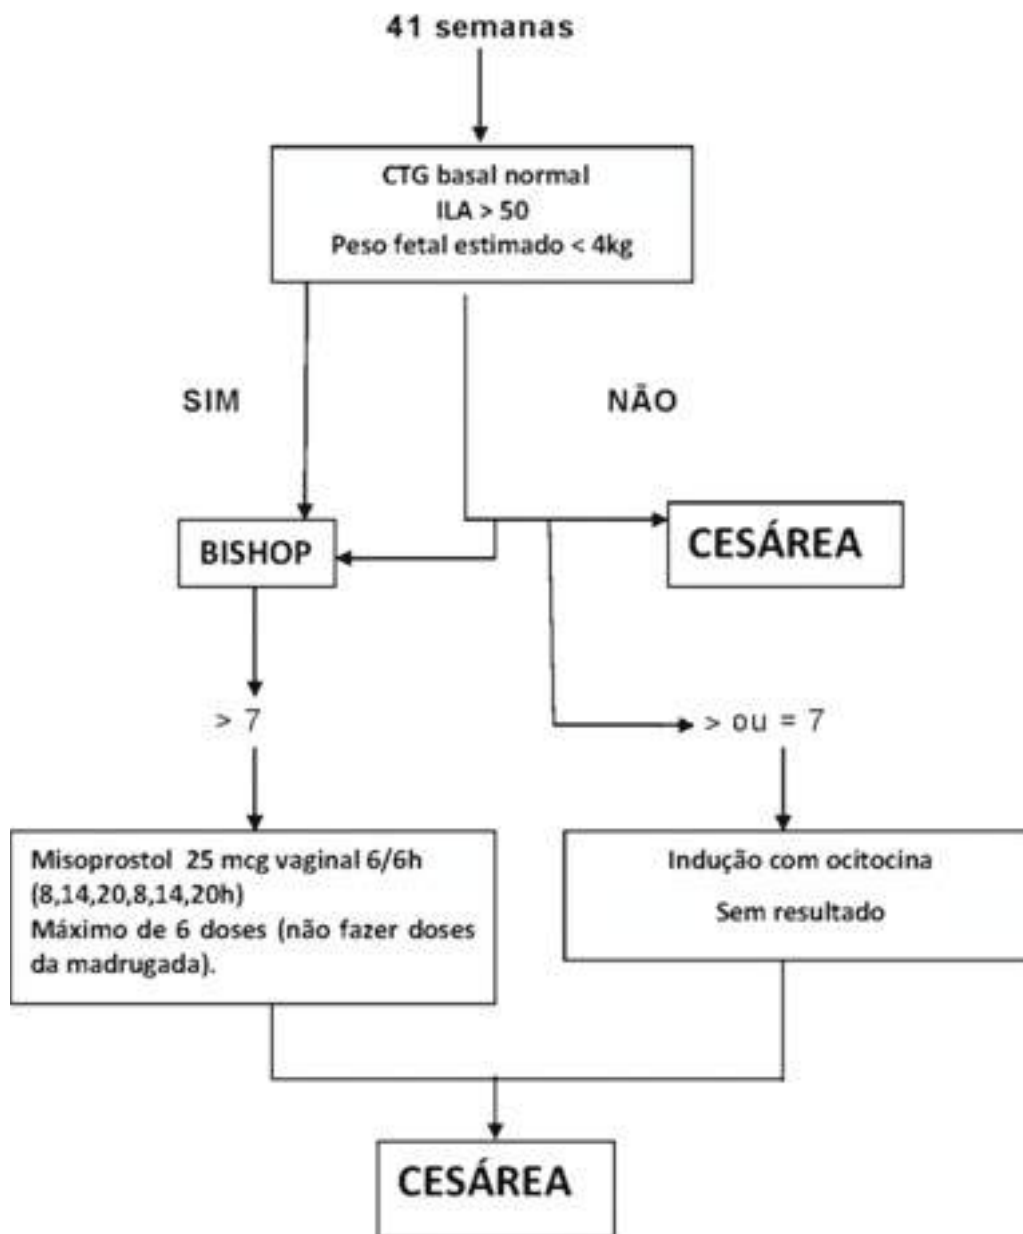 41 semanas
CTG basal normal
ILA > 50
Peso fetal estimado < 4kg
SIM
NÃO
BISHOP
CESÁREA
> 7
> ou = 7
Misoprostol 25 mcg vaginal 6/6h
(8,14,20,8,14,20h)
Máximo de 6 doses (não fazer doses
da madrugada).
Indução com ocitocina
Sem resultado
CESÁREA